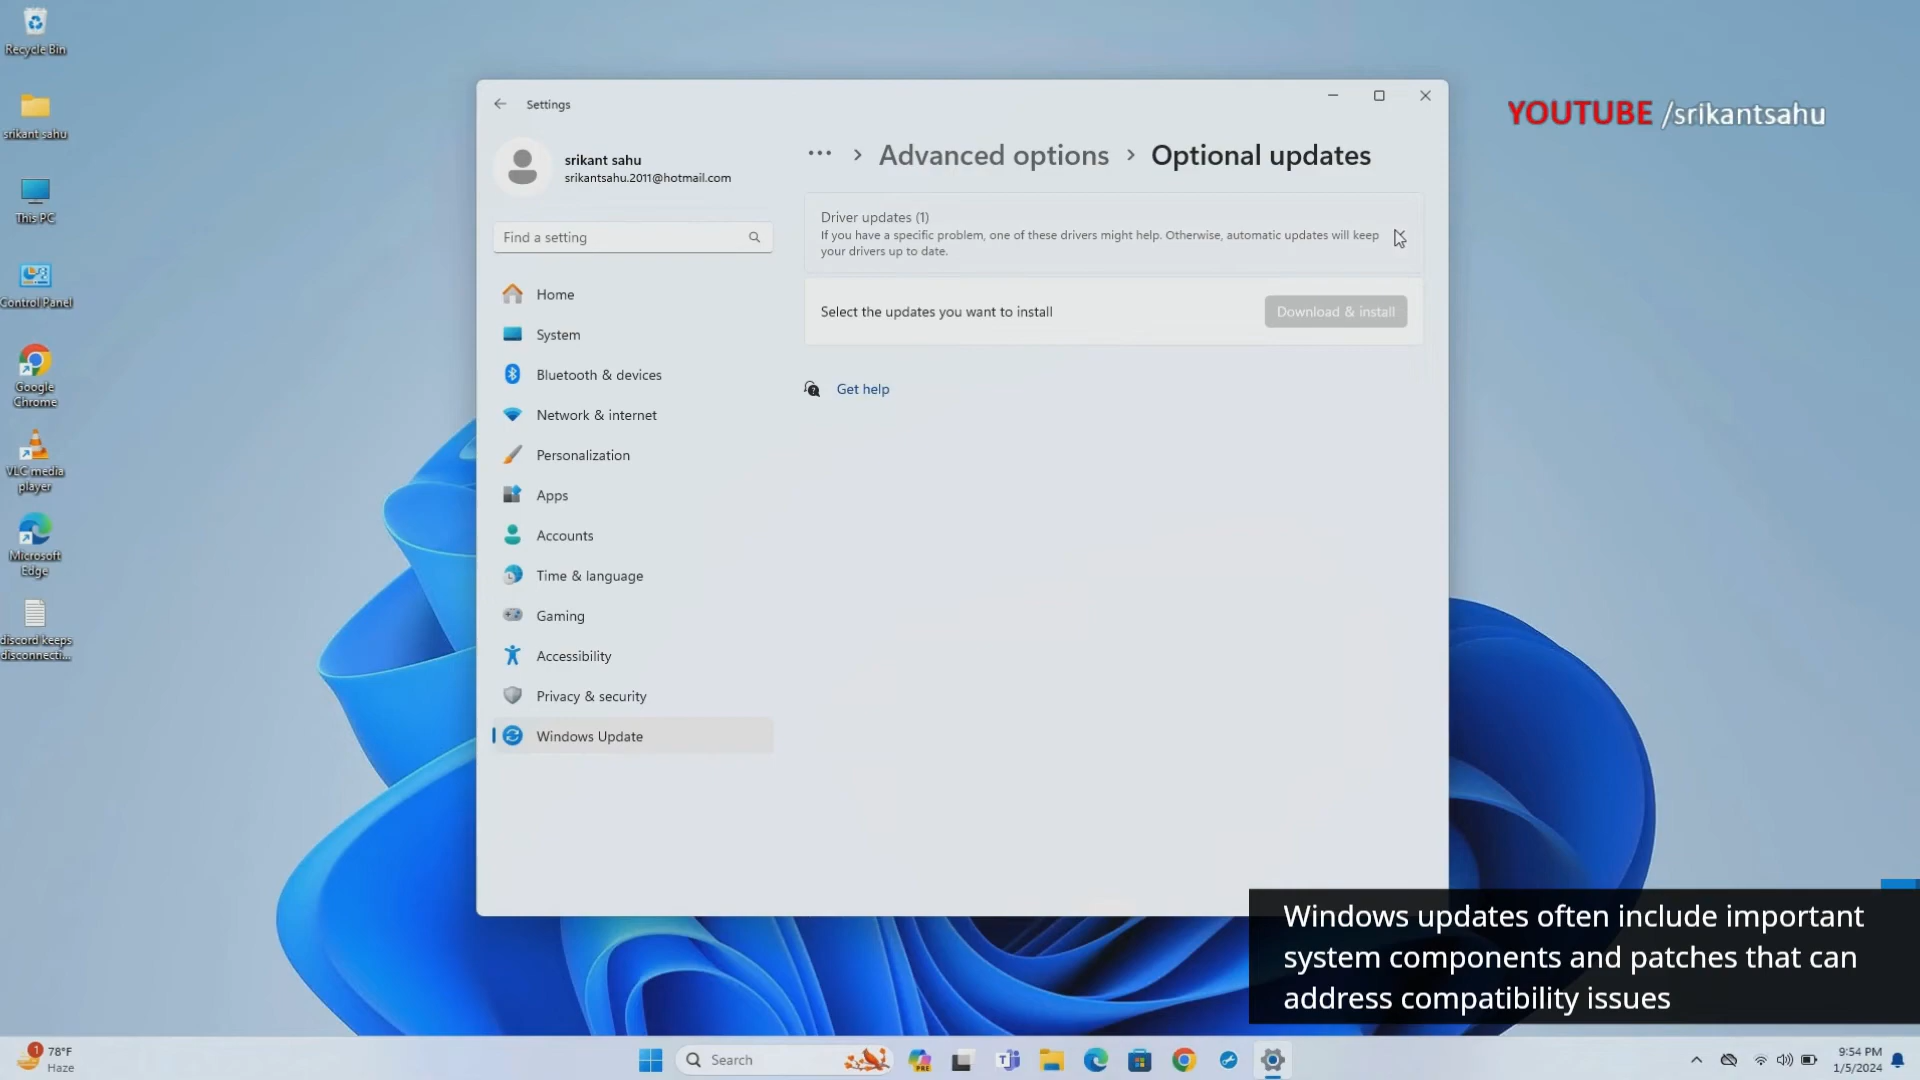 Recycle Bin
srikant sahu
This PC
Control Panel
Google
Chrome
VLC media
player
Microsoft
Edge
discord keeps
disconnecti...
Settings
srikant sahu
srikantsahu.2011@hotmail.com
Find a setting
Home
System
Bluetooth & devices
Network & internet
Personalization
Apps
Accounts
Time & language
Gaming
Accessibility
Privacy & security
Windows Update
... > Advanced options > Optional updates
Driver updates (1)
If you have a specific problem, one of these drivers might help. Otherwise, automatic updates will keep
your drivers up to date.
Select the updates you want to install
Download & install
Get help
YOUTUBE /srikantsahu
Windows updates often include important
system components and patches that can
address compatibility issues
1
78°F
Haze
Search
PRE
9:54 PM
1/5/2024